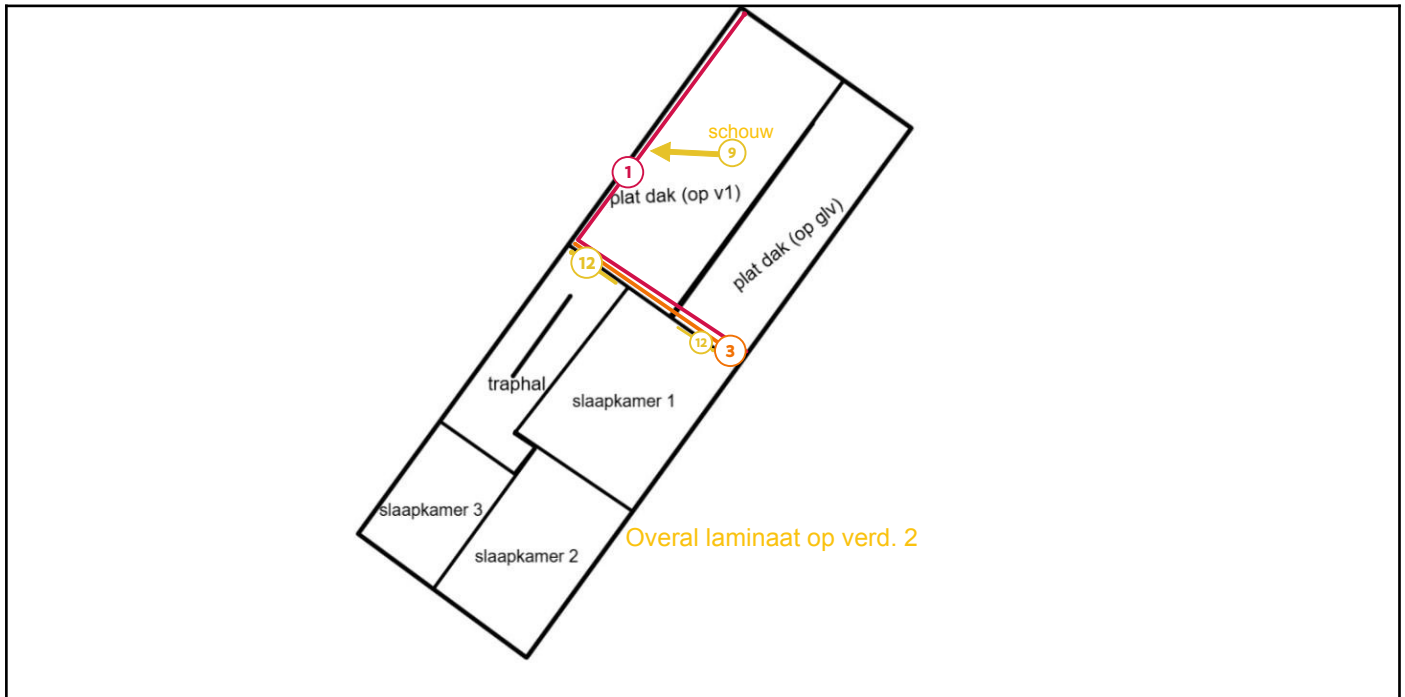 schouw
9
1
plat dak (op v1)
plat dak (op glv)
12
12
3
traphal
slaapkamer 1
slaapkamer 3
slaapkamer 2
Overal laminaat op verd. 2